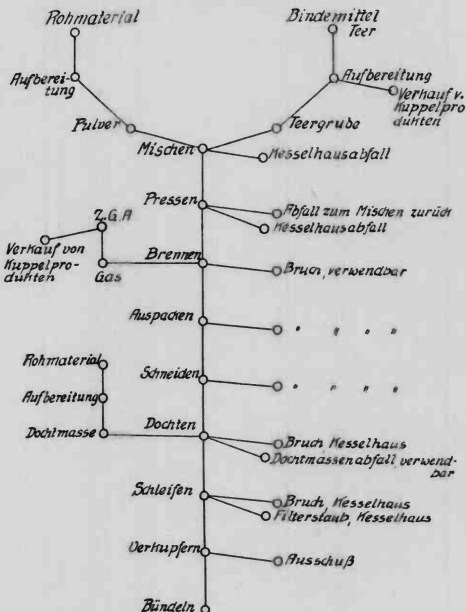 Rohmaterial
Bindemittel
Teer
Aufberei-
tung
Aufbereitung
Verkauf v.
Kuppelpro-
dukten
Pulver
Teergrube
Mischen
Kesselhausabfall
Pressen
Abfall zum Mischen zurück
Kesselhausabfall
Z.G.A
Verkauf von
Kuppelpro-
dukten
Gas
Brennen
Bruch, verwendbar
Auspacken
" " " "
Rohmaterial
Schneiden
" " " "
Aufbereitung
Dochtmasse
Dochten
Bruch Kesselhaus
Dochtmassenabfall, verwend-
bar
Schleifen
Bruch, Kesselhaus
Filterstaub, Kesselhaus
Verkupfern
Ausschuß
Bündeln